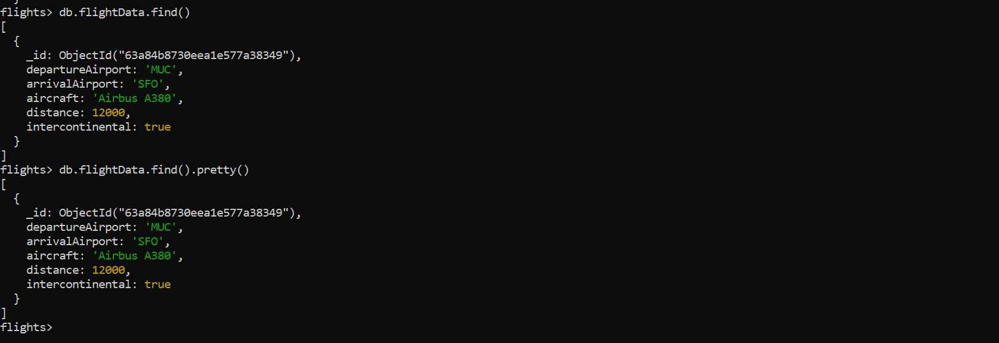 flights> db.flightData.find()
[
  {
    _id: ObjectId("63a84b8730eea1e577a38349"),
    departureAirport: 'MUC',
    arrivalAirport: 'SFO',
    aircraft: 'Airbus A380',
    distance: 12000,
    intercontinental: true
  }
]
flights> db.flightData.find().pretty()
[
  {
    _id: ObjectId("63a84b8730eea1e577a38349"),
    departureAirport: 'MUC',
    arrivalAirport: 'SFO',
    aircraft: 'Airbus A380',
    distance: 12000,
    intercontinental: true
  }
]
flights>